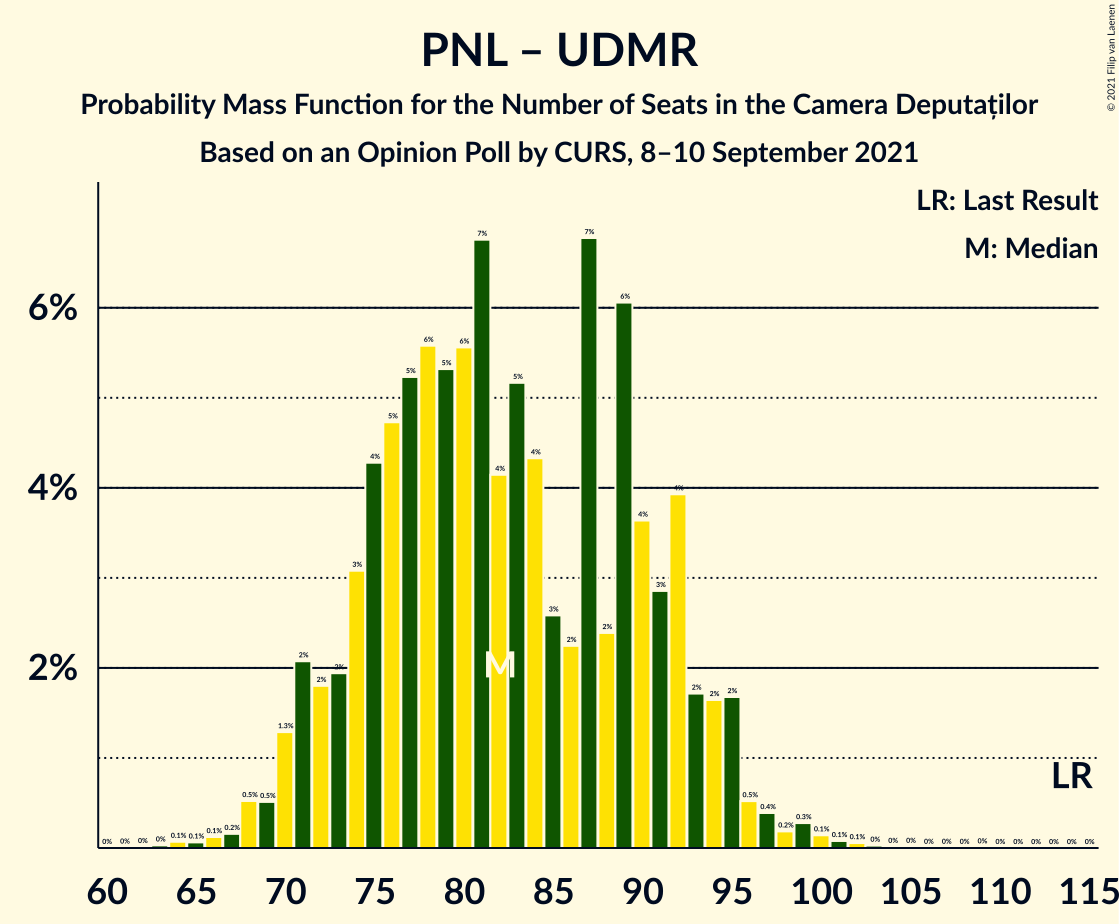 PNL – UDMR
Probability Mass Function for the Number of Seats in the Camera Deputaților
Based on an Opinion Poll by CURS, 8–10 September 2021
© 2021 Filip van Laenen
LR: Last Result
M: Median
6%
4%
2%
0% 0% 0% 0% 0.1% 0.1% 0.1% 0.2% 0.5% 0.5% 1.3% 2% 2% 2% 3% 4% 5% 5% 6% 5% 6% 7% 4% 5% 4% 3% 2% 7% 2% 6% 4% 3% 4% 2% 2% 2% 0.5% 0.4% 0.2% 0.3% 0.1% 0.1% 0.1% 0% 0% 0% 0% 0% 0% 0% 0% 0% 0% 0% 0% 0%
M
LR
60 65 70 75 80 85 90 95 100 105 110 115